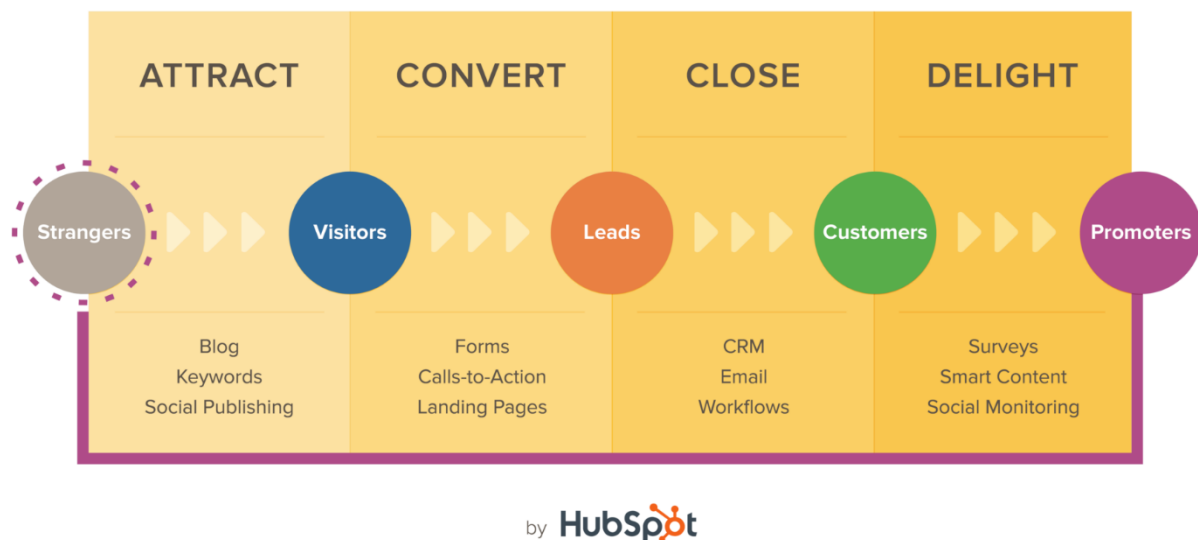 ATTRACT
CONVERT
CLOSE
DELIGHT
Strangers
Visitors
Leads
Customers
Promoters
Blog
Keywords
Social Publishing
Forms
Calls-to-Action
Landing Pages
CRM
Email
Workflows
Surveys
Smart Content
Social Monitoring
by HubSpot